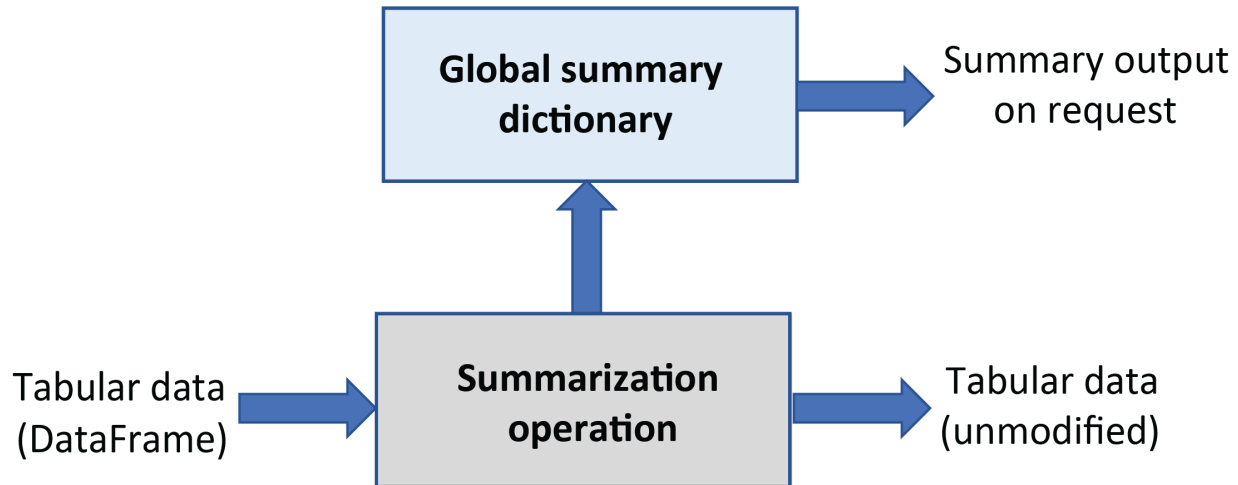 Global summary
dictionary
Summary output
on request
Tabular data
(DataFrame)
Summarization
operation
Tabular data
(unmodified)